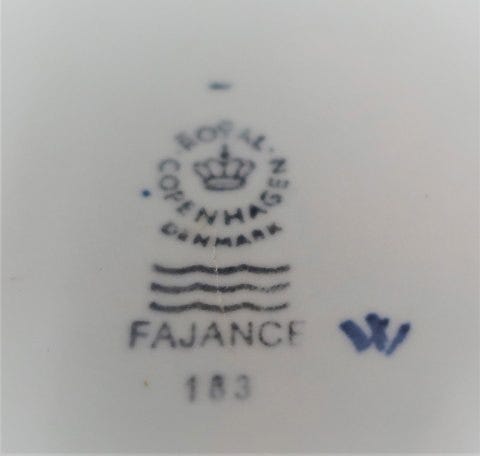 ROYAL
COPENHAGEN
DENMARK
FAJANCE
183
W